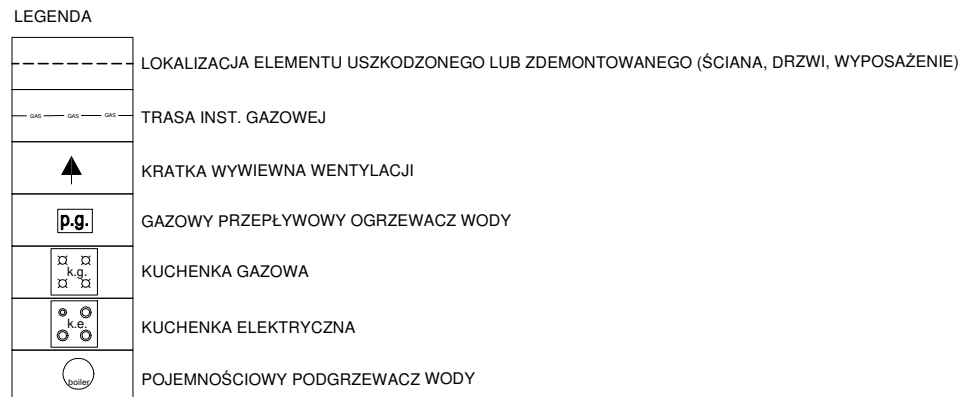 LEGENDA
LOKALIZACJA ELEMENTU USZKODZONEGO LUB ZDEMONTOWANEGO (ŚCIANA, DRZWI, WYPOSAŻENIE)
GAS GAS GAS TRASA INST. GAZOWEJ
KRATKA WYWIEWNA WENTYLACJI
p.g. GAZOWY PRZEPŁYWOWY OGRZEWACZ WODY
k.g. KUCHENKA GAZOWA
k.e. KUCHENKA ELEKTRYCZNA
boiler POJEMNOŚCIOWY PODGRZEWACZ WODY